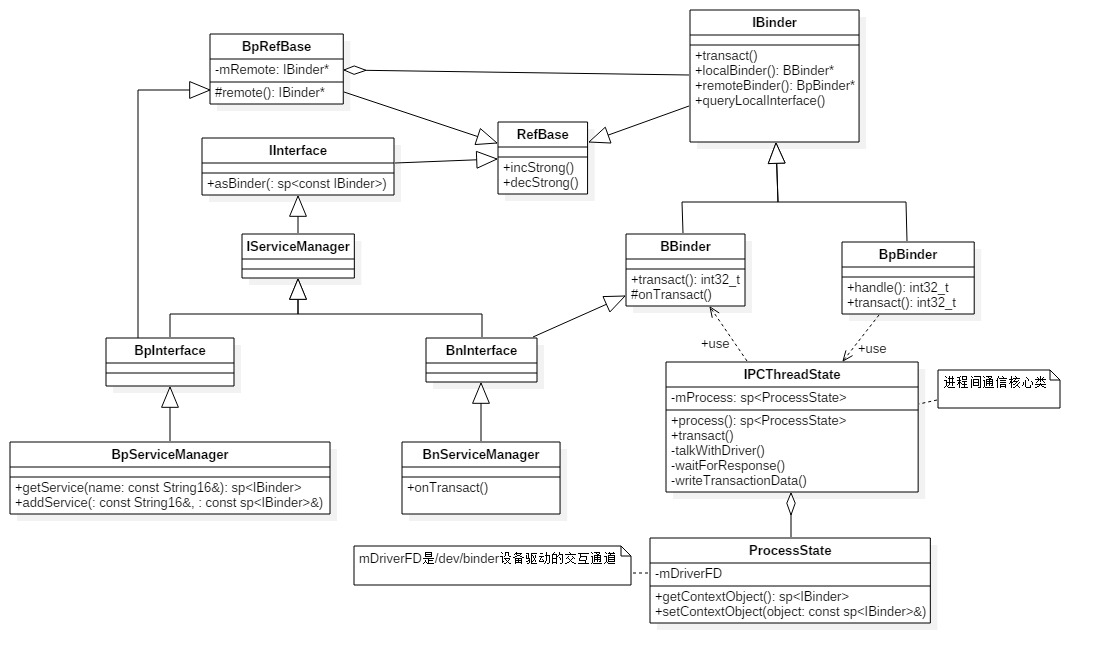 BpRefBase
-mRemote: IBinder*
#remote(): IBinder*
IBinder
+transact()
+localBinder(): BBinder*
+remoteBinder(): BpBinder*
+queryLocalInterface()
RefBase
+incStrong()
+decStrong()
IInterface
+asBinder(: sp<const IBinder>)
IServiceManager
BBinder
+transact(): int32_t
#onTransact()
BpBinder
+handle(): int32_t
+transact(): int32_t
+use
+use
BpInterface
BnInterface
IPCThreadState
-mProcess: sp<ProcessState>
+process(): sp<ProcessState>
+transact()
-talkWithDriver()
-waitForResponse()
-writeTransactionData()
进程间通信核心类
BpServiceManager
+getService(name: const String16&): sp<IBinder>
+addService(: const String16&, : const sp<IBinder>&)
BnServiceManager
+onTransact()
mDriverFD是/dev/binder设备驱动的交互通道
ProcessState
-mDriverFD
+getContextObject(): sp<IBinder>
+setContextObject(object: const sp<IBinder>&)